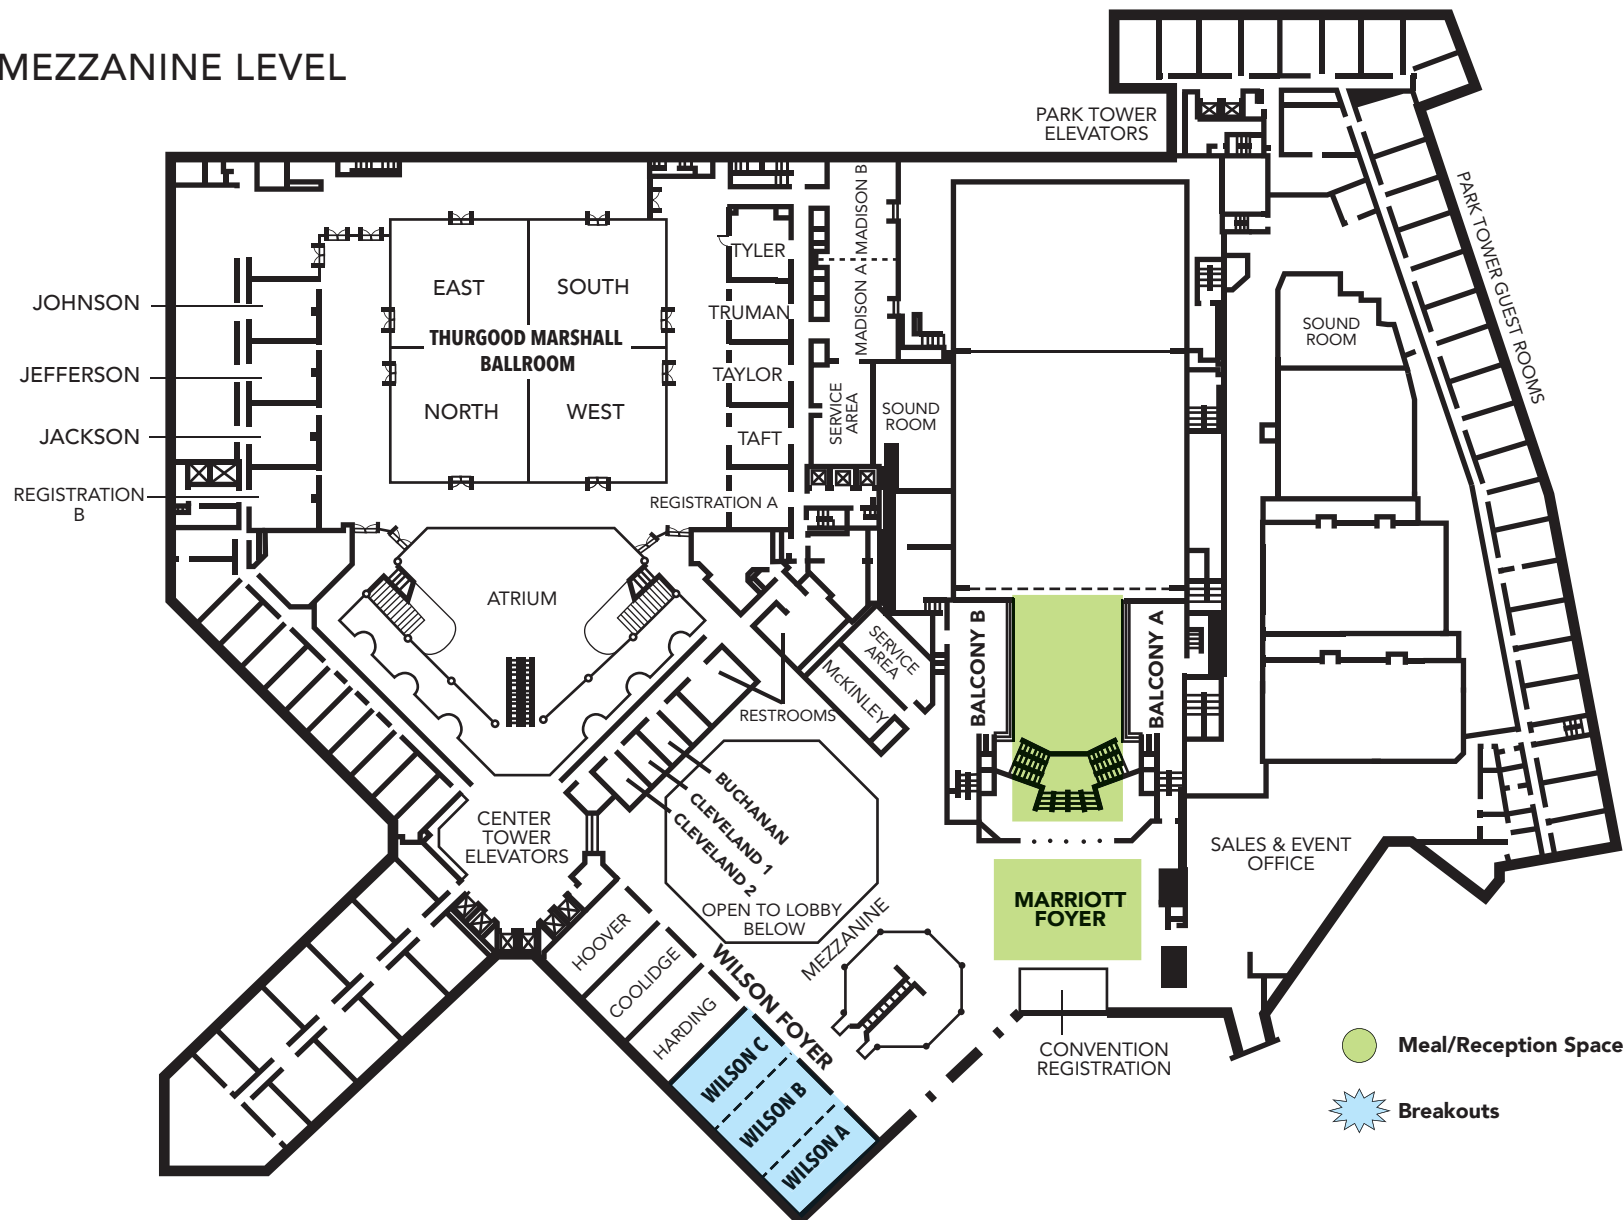 MEZZANINE LEVEL
PARK TOWER
ELEVATORS
PARK TOWER GUEST ROOMS
MADISON A
MADISON B
TYLER
TRUMAN
TAYLOR
TAFT
EAST
SOUTH
THURGOOD MARSHALL
BALLROOM
NORTH
WEST
JOHNSON
JEFFERSON
JACKSON
REGISTRATION
B
REGISTRATION A
SERVICE
AREA
SOUND
ROOM
SOUND
ROOM
ATRIUM
SERVICE
AREA
McKINLEY
RESTROOMS
BALCONY B
BALCONY A
BUCHANAN
CLEVELAND 1
CLEVELAND 2
CENTER
TOWER
ELEVATORS
OPEN TO LOBBY
BELOW
MEZZANINE
MARRIOTT
FOYER
SALES & EVENT
OFFICE
HOOVER
COOLIDGE
HARDING
WILSON FOYER
WILSON C
WILSON B
WILSON A
CONVENTION
REGISTRATION
Meal/Reception Space
Breakouts